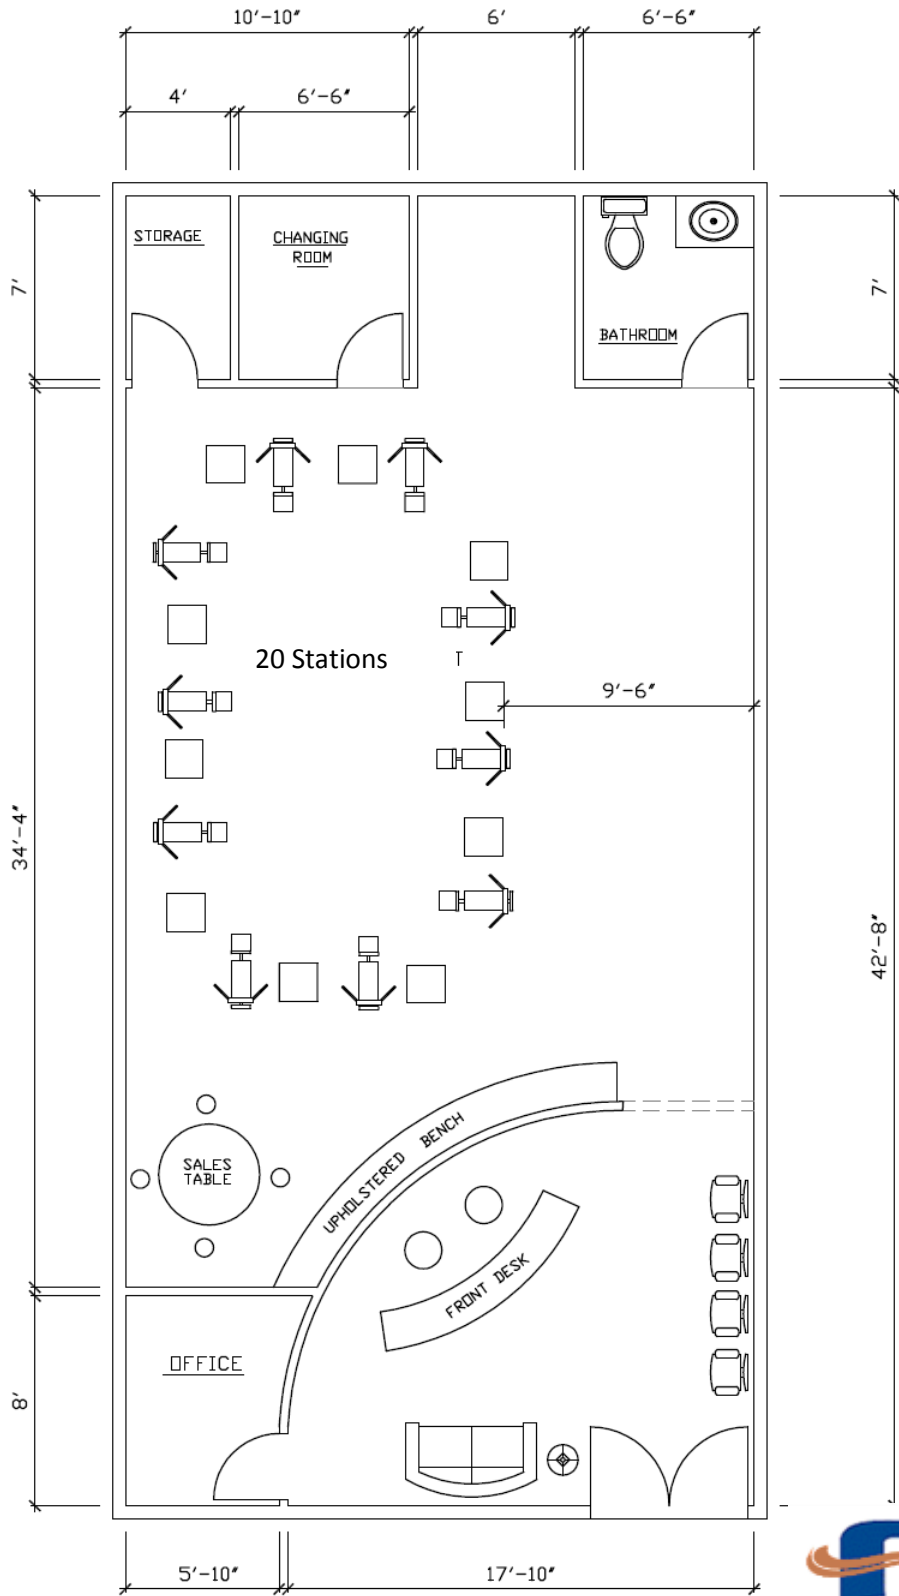 10'-10"
6'
6'-6"
4'
6'-6"
STORAGE
CHANGING
ROOM
7'
7'
BATHROOM
20 Stations
T
9'-6"
34'-4"
42'-8"
UPHOLSTERED BENCH
SALES
TABLE
FRONT DESK
OFFICE
8'
5'-10"
17'-10"